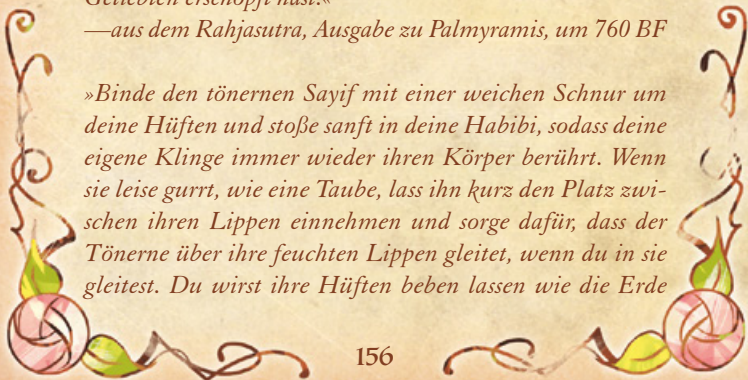 Geliebten erschöpft hast.«
—aus dem Rahjasutra, Ausgabe zu Palmyramis, um 760 BF
»Binde den tönernen Sayif mit einer weichen Schnur um
deine Hüften und stoße sanft in deine Habibi, sodass deine
eigene Klinge immer wieder ihren Körper berührt. Wenn
sie leise gurrt, wie eine Taube, lass ihn kurz den Platz zwi-
schen ihren Lippen einnehmen und sorge dafür, dass der
Tönerne über ihre feuchten Lippen gleitet, wenn du in sie
gleitest. Du wirst ihre Hüften beben lassen wie die Erde
156